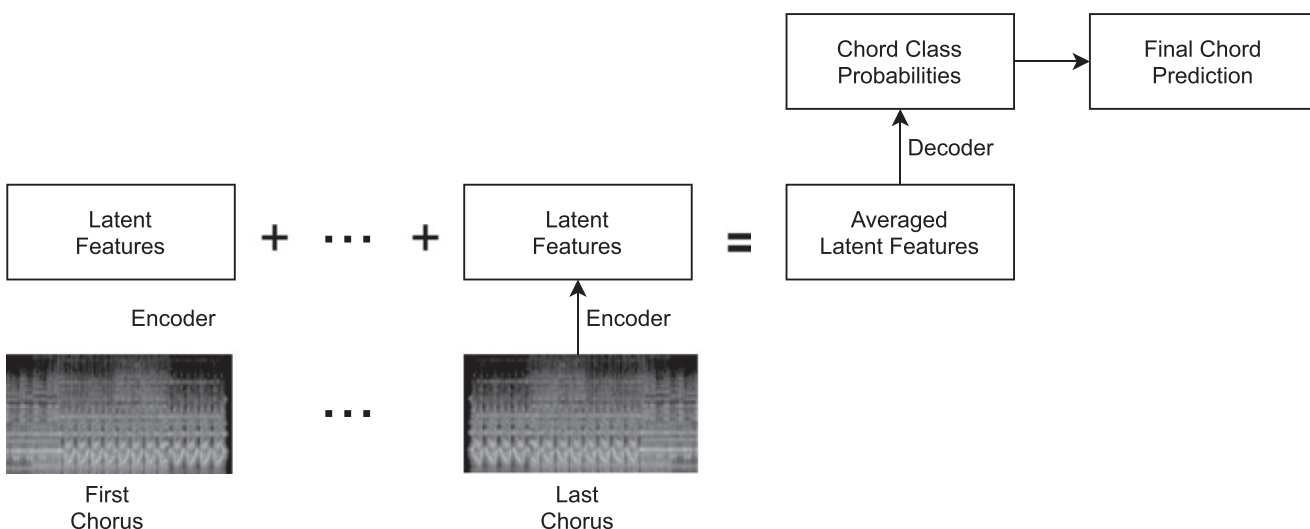 Chord Class
Probabilities
Final Chord
Prediction
Decoder
Latent
Features
+ ... +
Latent
Features
=
Averaged
Latent Features
Encoder
Encoder
...
First
Chorus
Last
Chorus